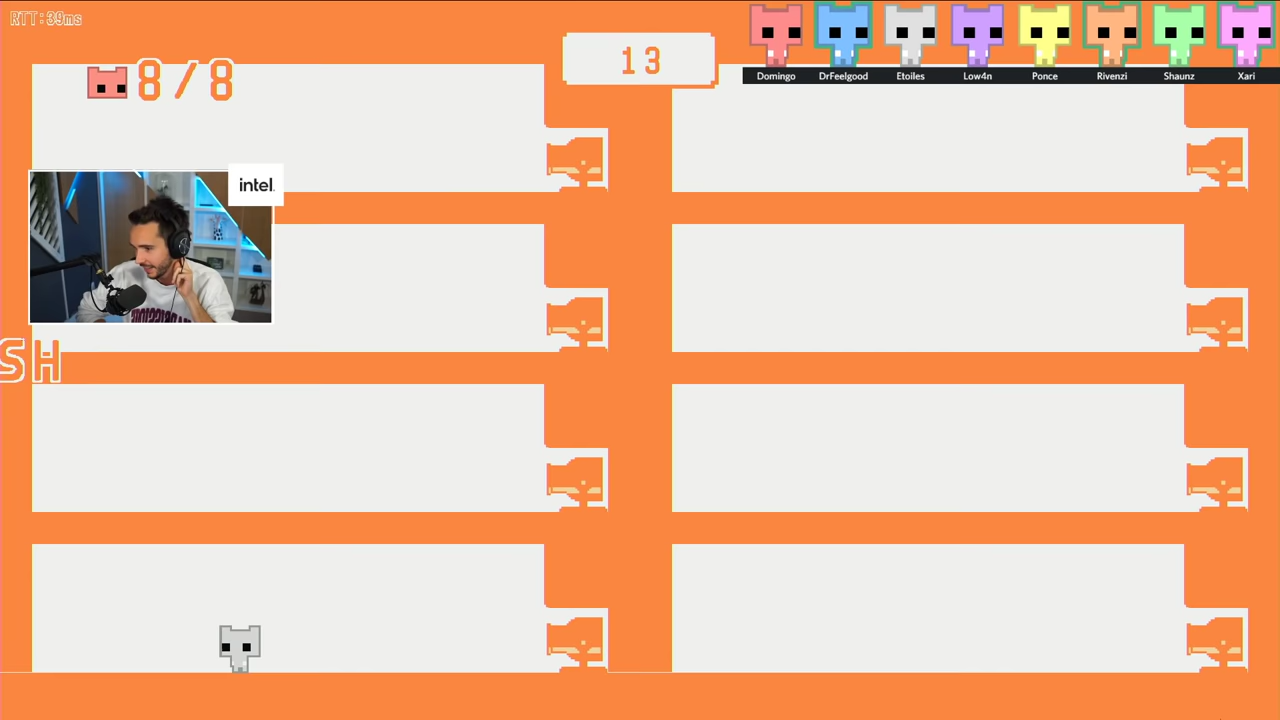 RTT:39ms
8/8
13
Domingo
DrFeelgood
Etoiles
Low4n
Ponce
Rivenzi
Shaunz
Xari
intel.
SH